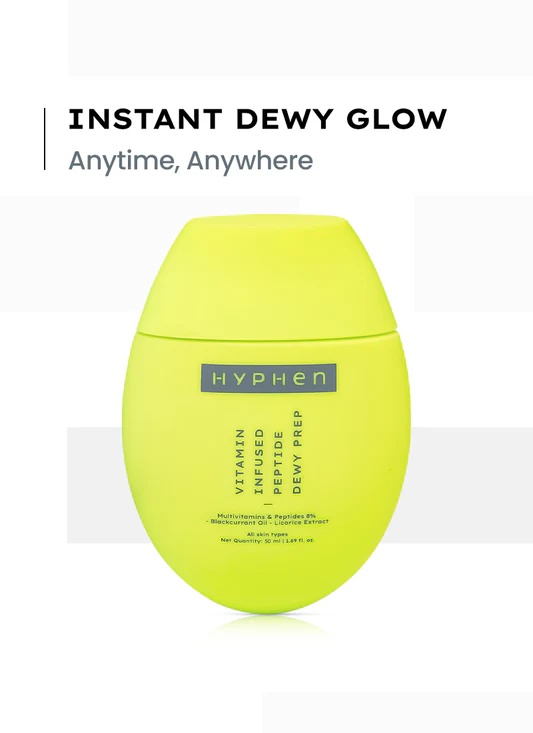 INSTANT DEWY GLOW
Anytime, Anywhere
HYPHEN
VITAMIN
INFUSED
PEPTIDE
DEWY PREP
Multivitamins & Peptides 8%
- Blackcurrant Oil - Licorice Extract
All skin types
Net Quantity: 50 ml | 1.69 fl. oz.